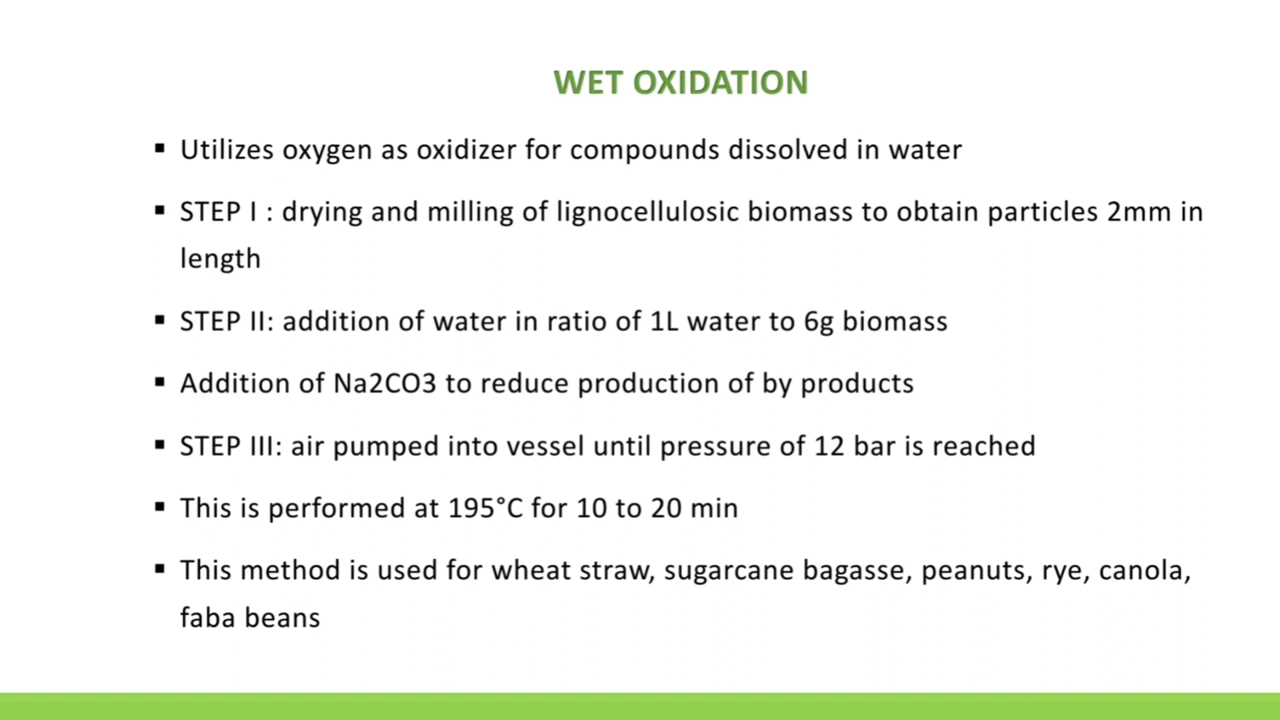 WET OXIDATION
▪ Utilizes oxygen as oxidizer for compounds dissolved in water
▪ STEP I : drying and milling of lignocellulosic biomass to obtain particles 2mm in
length
▪ STEP II: addition of water in ratio of 1L water to 6g biomass
▪ Addition of Na2CO3 to reduce production of by products
▪ STEP III: air pumped into vessel until pressure of 12 bar is reached
▪ This is performed at 195°C for 10 to 20 min
▪ This method is used for wheat straw, sugarcane bagasse, peanuts, rye, canola,
faba beans